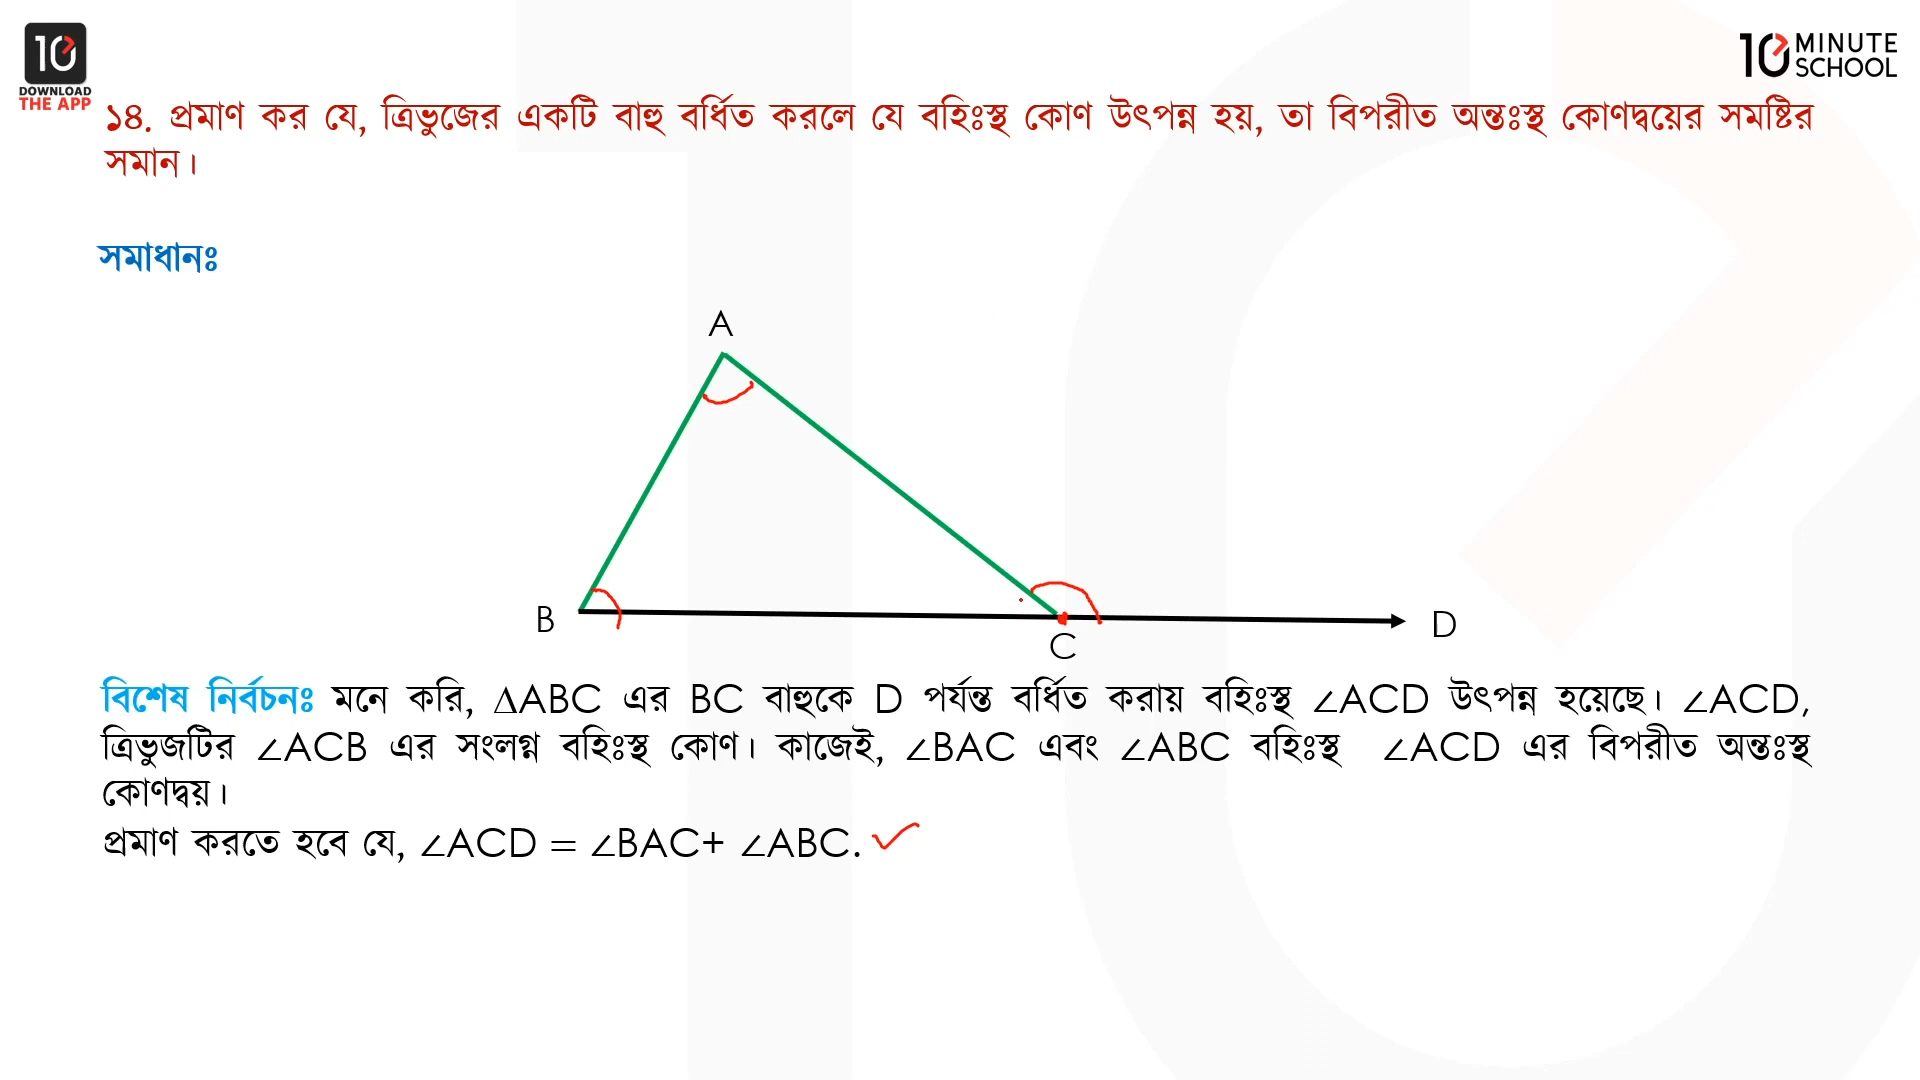 10
DOWNLOAD
THE APP
10 MINUTE
SCHOOL
১৪. প্রমাণ কর যে, ত্রিভুজের একটি বাহু বর্ধিত করলে যে বহিঃস্থ কোণ উৎপন্ন হয়, তা বিপরীত অন্তঃস্থ কোণদ্বয়ের সমষ্টির
সমান।
সমাধানঃ
A
B
C
D
বিশেষ নির্বচনঃ মনে করি, ∆ABC এর BC বাহুকে D পর্যন্ত বর্ধিত করায় বহিঃস্থ ∠ACD উৎপন্ন হয়েছে। ∠ACD,
ত্রিভুজটির ∠ACB এর সংলগ্ন বহিঃস্থ কোণ। কাজেই, ∠BAC এবং ∠ABC বহিঃস্থ ∠ACD এর বিপরীত অন্তঃস্থ
কোণদ্বয়।
প্রমাণ করতে হবে যে, ∠ACD = ∠BAC+ ∠ABC.